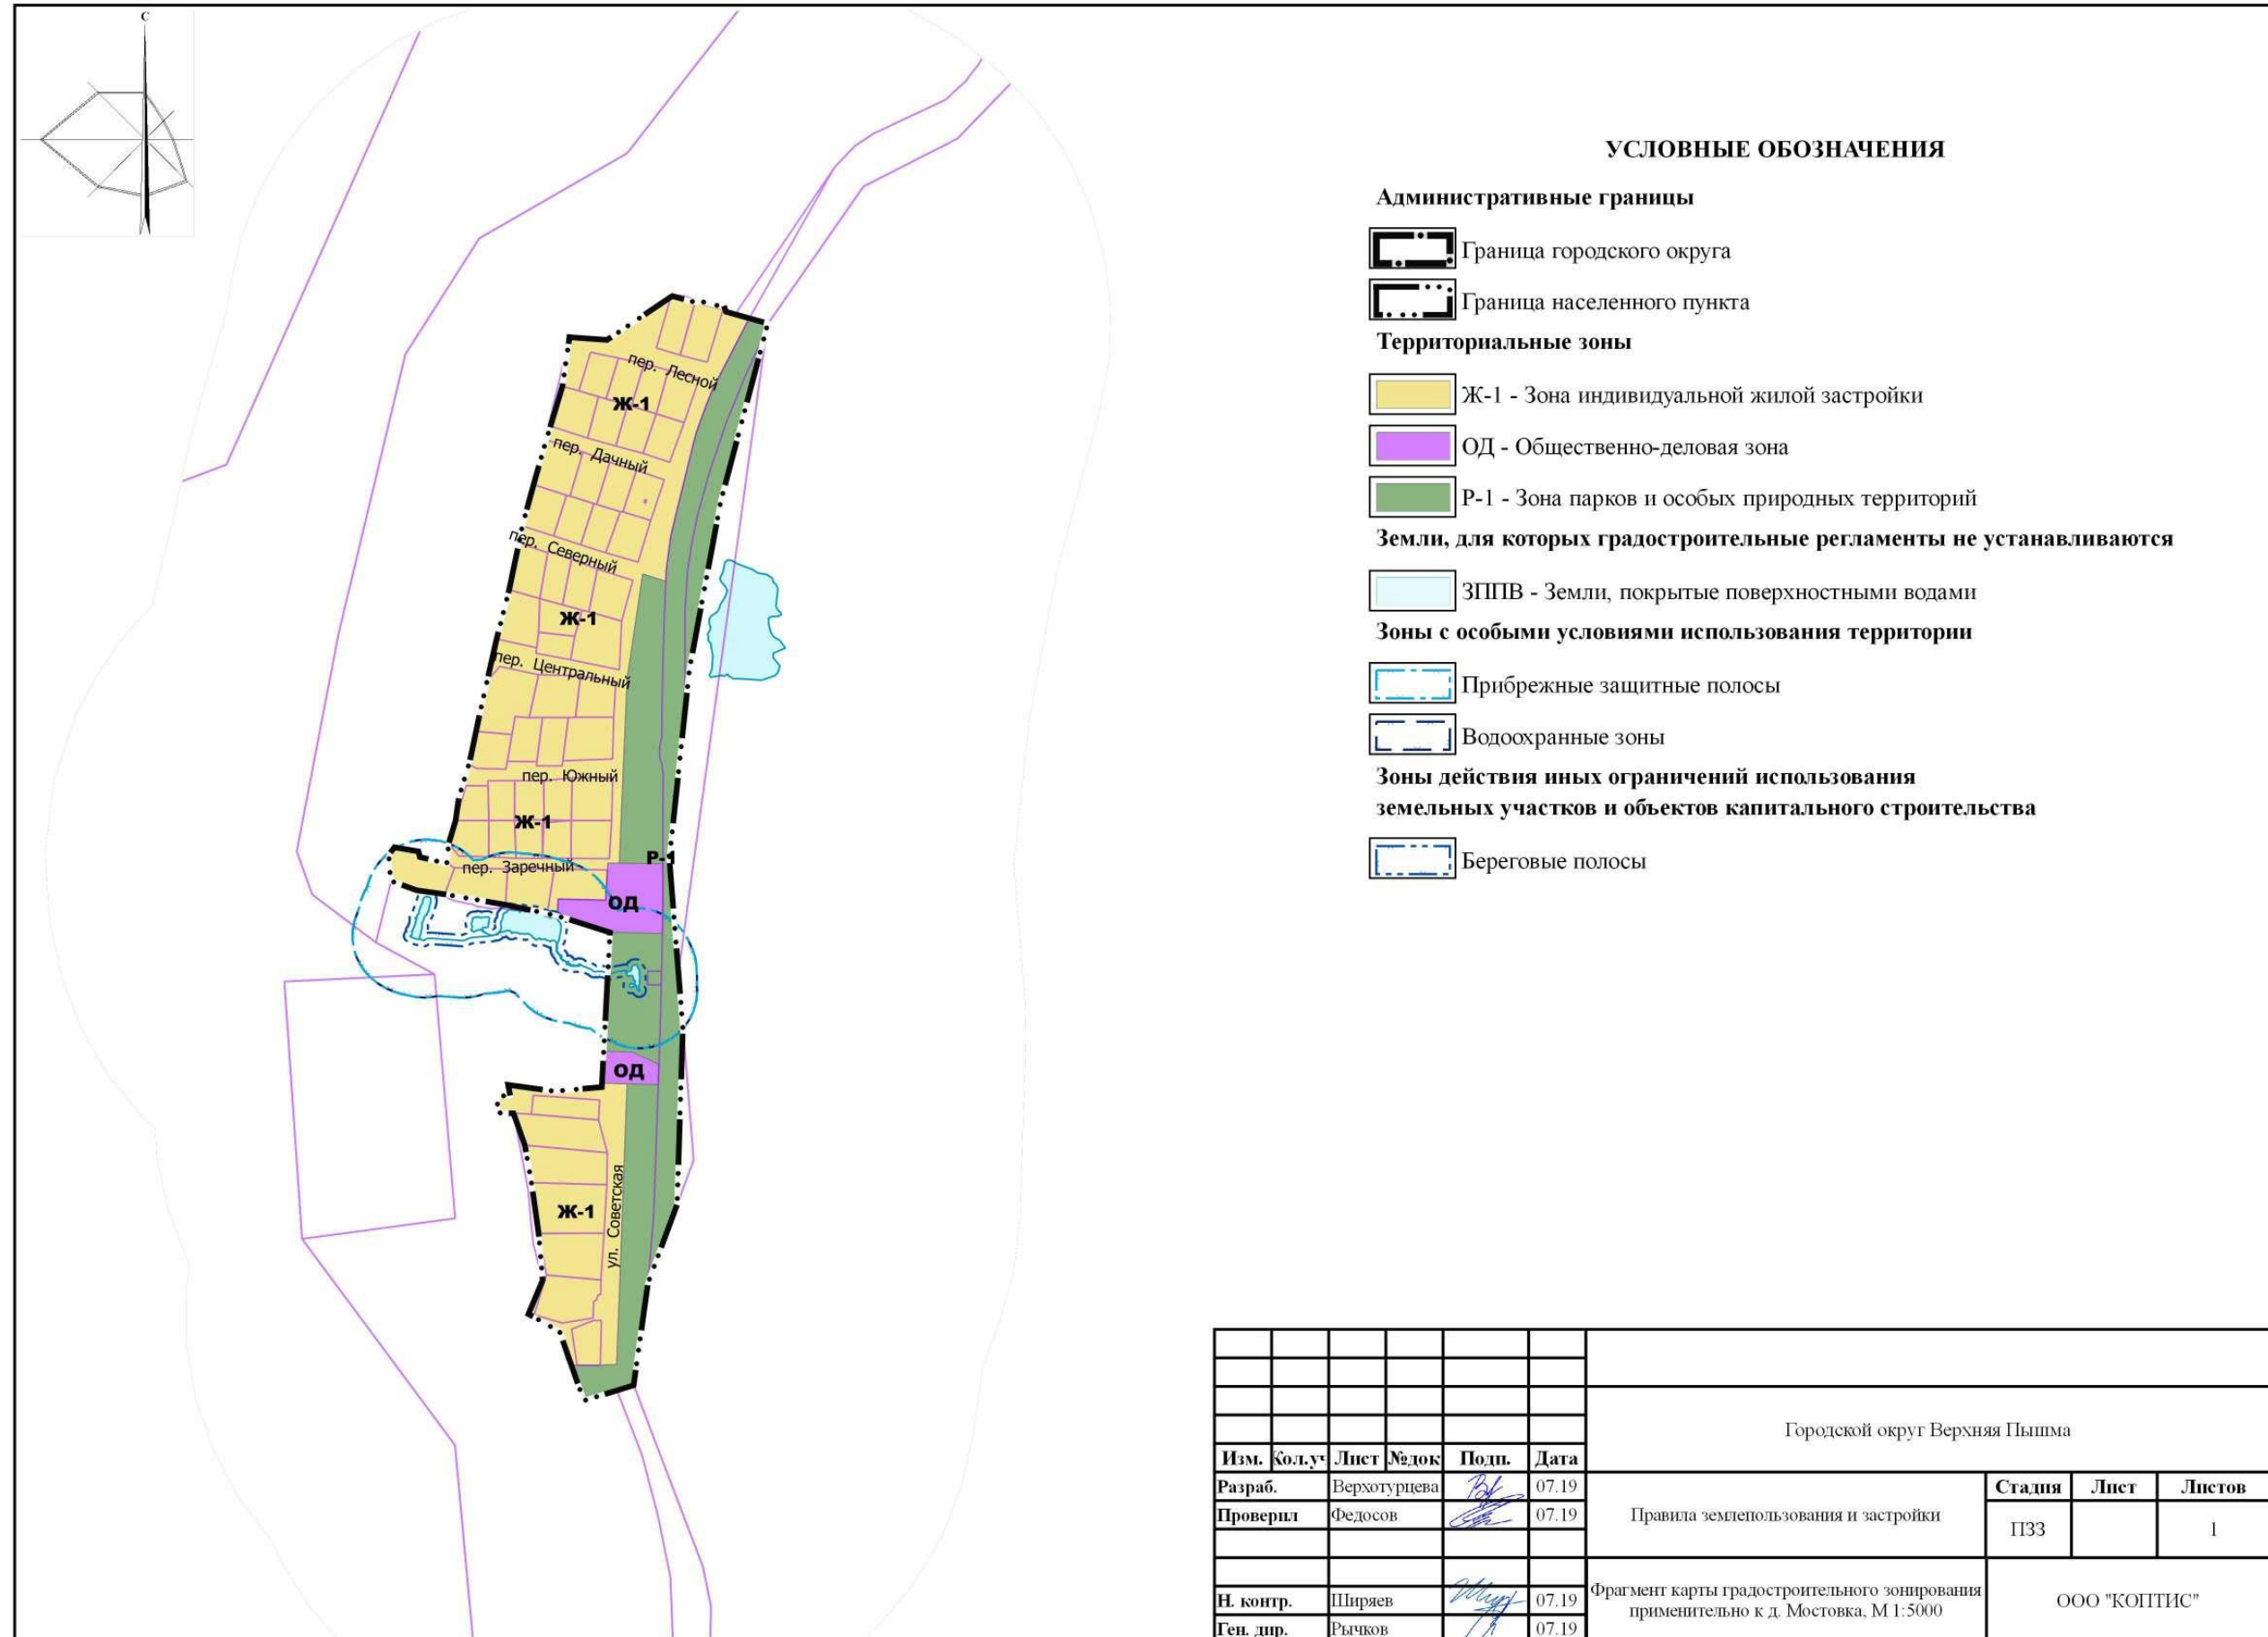 С
УСЛОВНЫЕ ОБОЗНАЧЕНИЯ
Административные границы
Граница городского округа
Граница населенного пункта
Территориальные зоны
Ж-1 - Зона индивидуальной жилой застройки
ОД - Общественно-деловая зона
Р-1 - Зона парков и особых природных территорий
Земли, для которых градостроительные регламенты не устанавливаются
ЗППВ - Земли, покрытые поверхностными водами
Зоны с особыми условиями использования территории
Прибрежные защитные полосы
Водоохранные зоны
Зоны действия иных ограничений использования
земельных участков и объектов капитального строительства
Береговые полосы
пер. Лесной
Ж-1
пер. Дачный
пер. Северный
Ж-1
пер. Центральный
пер. Южный
Ж-1
Р-1
пер. Заречный
ОД
ОД
Ж-1
ул. Советская
Городской округ Верхняя Пышма
Изм. Кол.уч Лист №док Подп. Дата
Разраб. Верхотурцева 07.19
Проверил Федосов 07.19
Правила землепользования и застройки
Стадия Лист Листов
ПЗЗ 1
Н. контр. Ширяев 07.19
Ген. дир. Рычков 07.19
Фрагмент карты градостроительного зонирования
применительно к д. Мостовка, М 1:5000
ООО "КОПТИС"